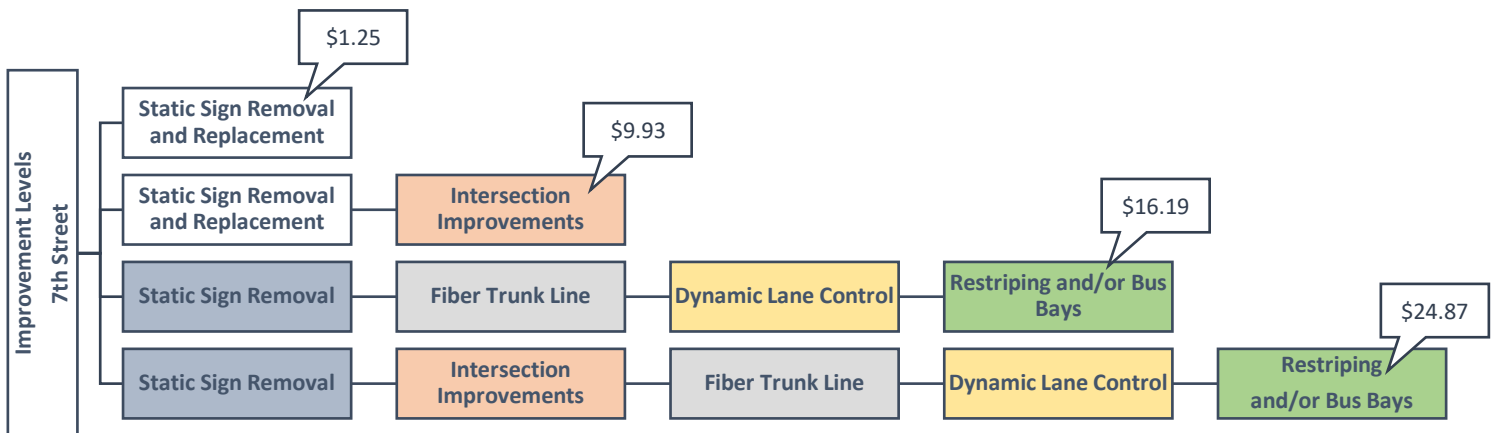 Improvement Levels
7th Street
$1.25
Static Sign Removal
and Replacement
$9.93
Static Sign Removal
and Replacement
Intersection
Improvements
$16.19
Static Sign Removal
Fiber Trunk Line
Dynamic Lane Control
Restriping and/or Bus
Bays
$24.87
Static Sign Removal
Intersection
Improvements
Fiber Trunk Line
Dynamic Lane Control
Restriping
and/or Bus Bays